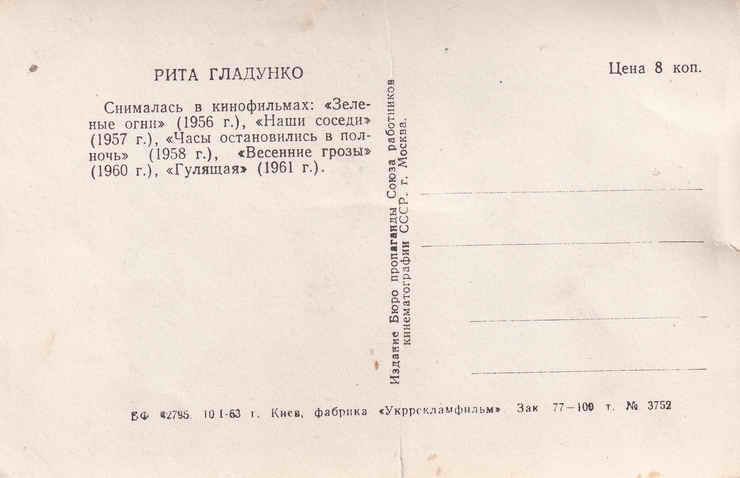 РИТА ГЛАДУНКО
Снималась в кинофильмах: «Зеле-
ные огни» (1956 г.), «Наши соседи»
(1957 г.), «Часы остановились в пол-
ночь» (1958 г.), «Весенние грозы»
(1960 г.), «Гулящая» (1961 г.).
Издание Бюро пропаганды Союза работников
кинематографии СССР. г. Москва.
Цена 8 коп.
БФ 42795. 10 I-63 г. Киев, фабрика «Укррекламфильм». Зак 77—100 т. № 3752